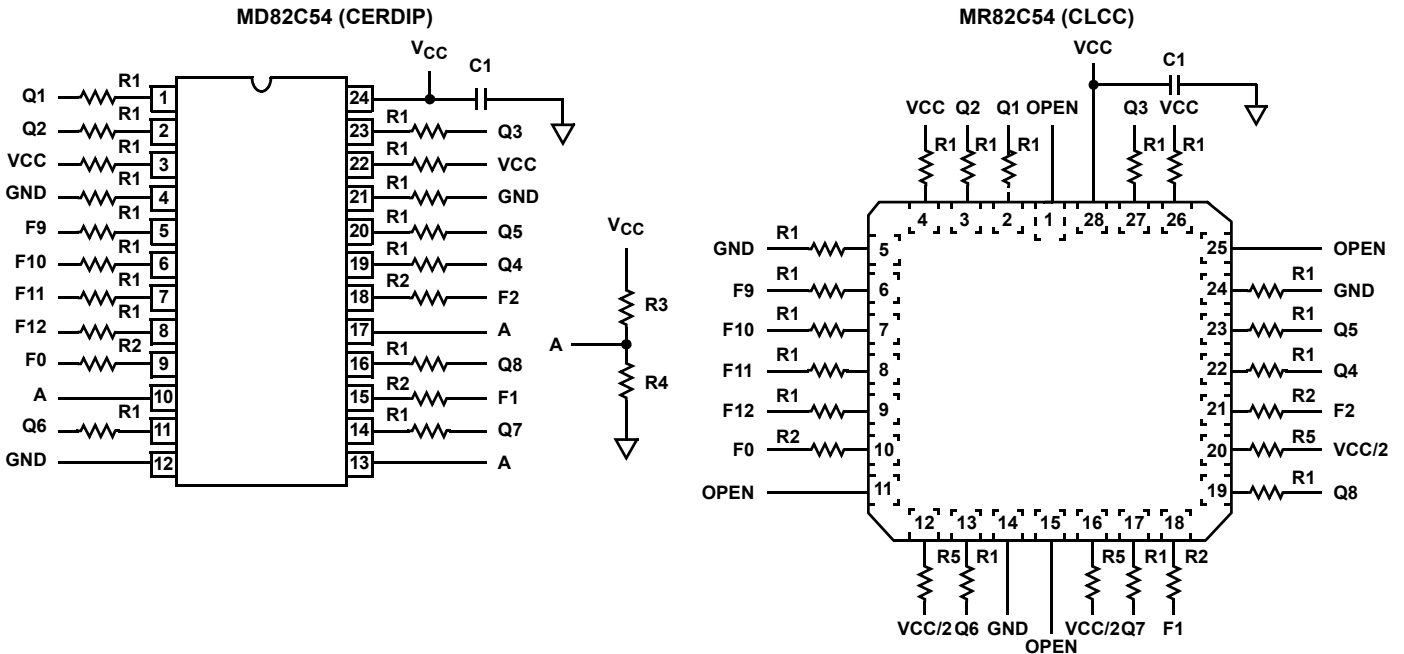 MD82C54 (CERDIP)
VCC
C1
Q1 R1 1
Q2 R1 2
VCC R1 3
GND R1 4
F9 R1 5
F10 R1 6
F11 R1 7
F12 R1 8
F0 R2 9
A 10
Q6 R1 11
GND 12
24
23 R1 Q3
22 R1 VCC
21 R1 GND
20 R1 Q5
19 R1 Q4
18 R2 F2
17 A
16 R1 Q8
15 R2 F1
14 R1 Q7
13 A
VCC
R3
A
R4
MR82C54 (CLCC)
VCC
C1
VCC Q2 Q1 OPEN Q3 VCC
R1 R1 R1 R1 R1
4 3 2 1 28 27 26
GND R1 5
F9 R1 6
F10 R1 7
F11 R1 8
F12 R1 9
F0 R2 10
OPEN 11
25 OPEN
24 R1 GND
23 R1 Q5
22 R1 Q4
21 R2 F2
20 R5 VCC/2
19 R1 Q8
12 13 14 15 16 17 18
R5 R1 R5 R1 R2
VCC/2 Q6 GND OPEN VCC/2 Q7 F1